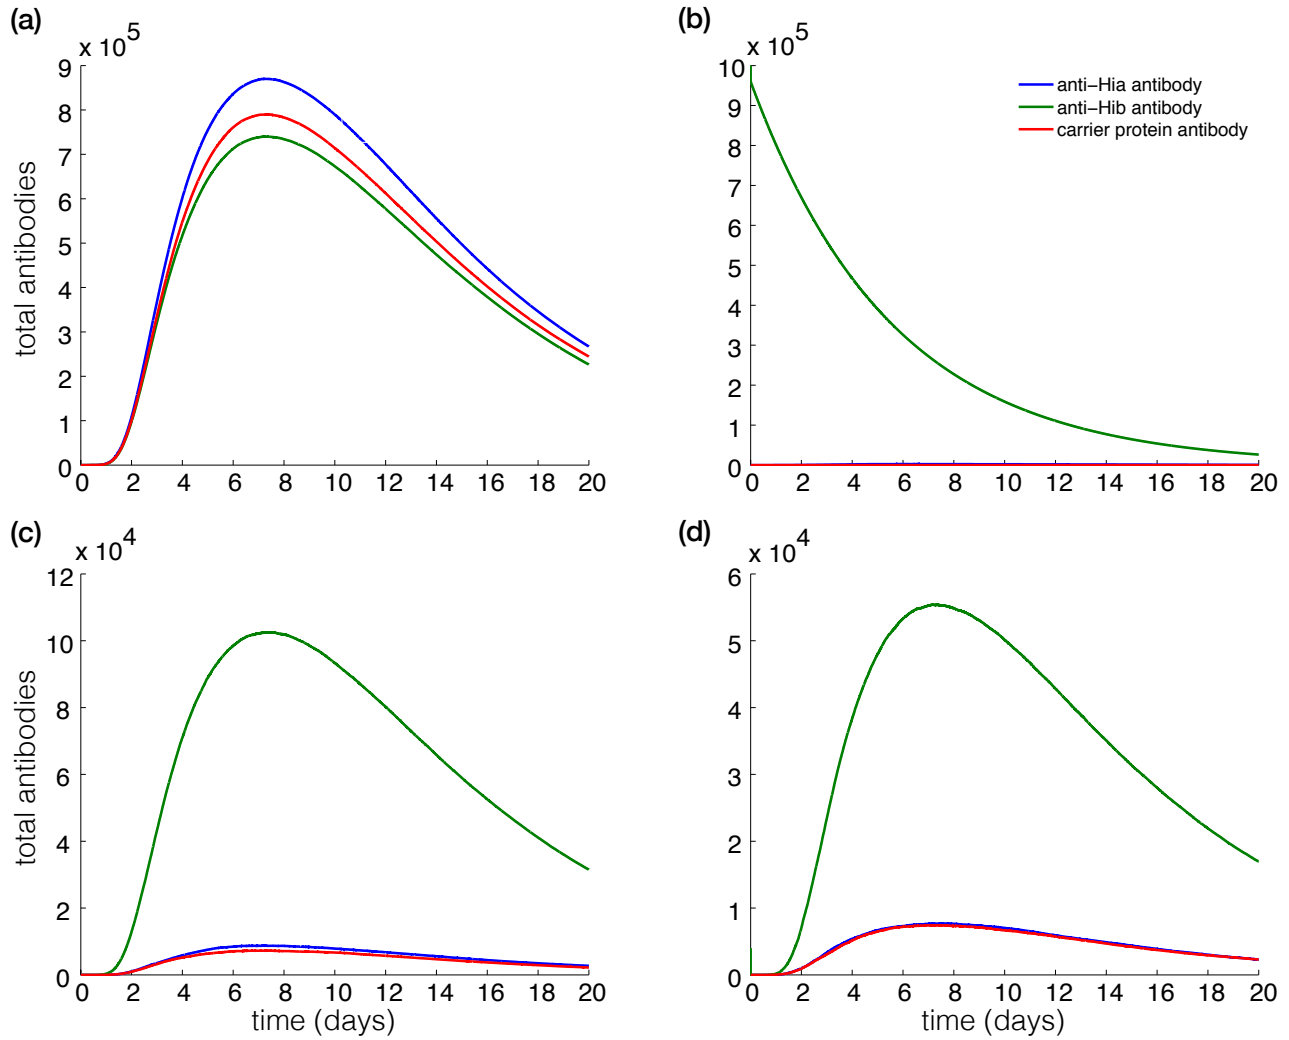 (a)
x 10^5
9
8
7
6
5
4
3
2
1
0
0 2 4 6 8 10 12 14 16 18 20
total antibodies
(b)
x 10^5
10
9
8
7
6
5
4
3
2
1
0
0 2 4 6 8 10 12 14 16 18 20
anti–Hia antibody
anti–Hib antibody
carrier protein antibody
(c)
x 10^4
12
10
8
6
4
2
0
0 2 4 6 8 10 12 14 16 18 20
total antibodies
time (days)
(d)
x 10^4
6
5
4
3
2
1
0
0 2 4 6 8 10 12 14 16 18 20
time (days)